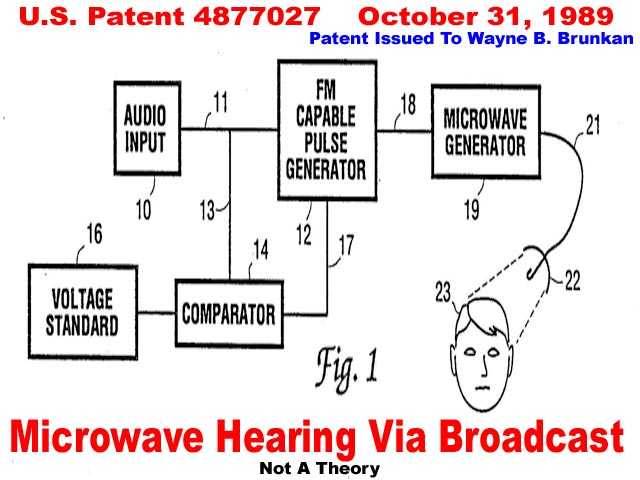 U.S. Patent 4877027 October 31, 1989
Patent Issued To Wayne B. Brunkan
AUDIO
INPUT
10
11
FM
CAPABLE
PULSE
GENERATOR
12
18
MICROWAVE
GENERATOR
19
21
13
17
16
VOLTAGE
STANDARD
14
COMPARATOR
22
23
Fig. 1
Microwave Hearing Via Broadcast
Not A Theory